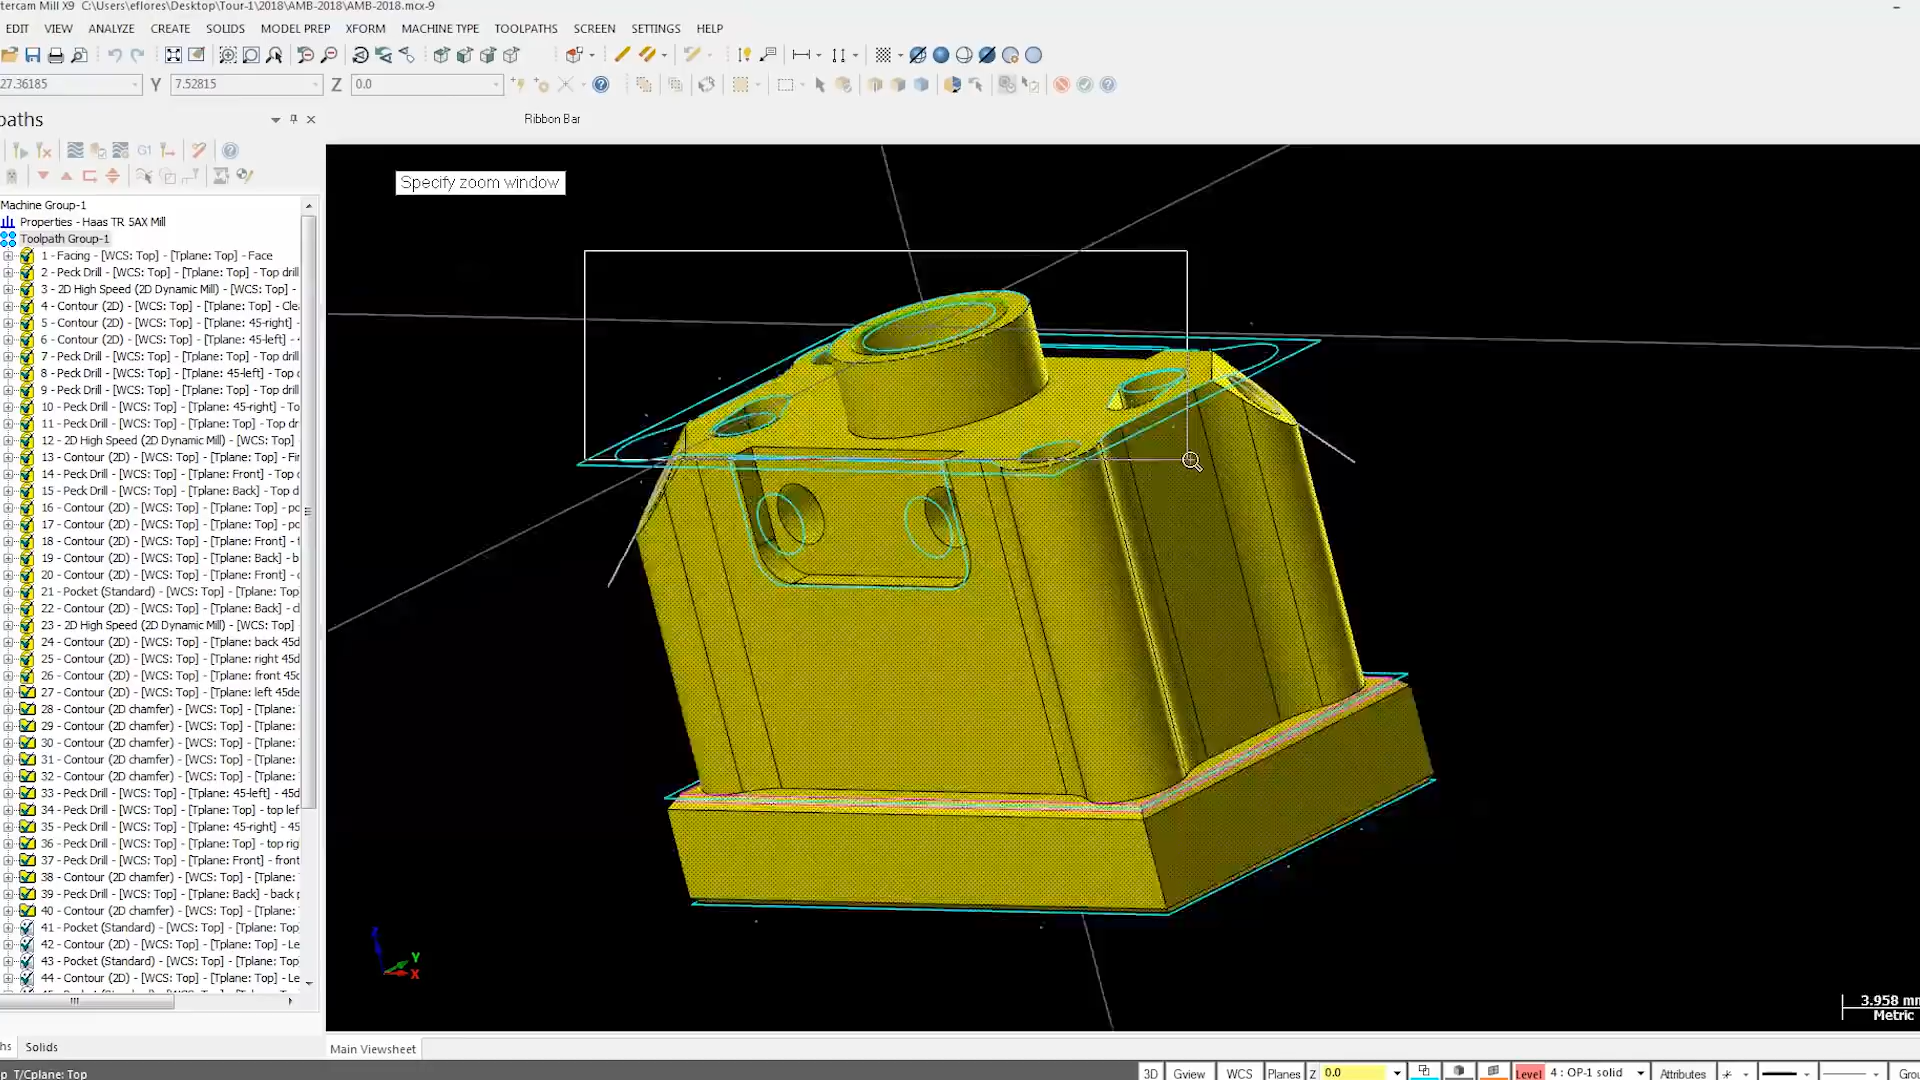 tercam Mill X9  C:\Users\eflores\Desktop\Tour-1\2018\AMB-2018\AMB-2018.mcx-9
EDIT VIEW ANALYZE CREATE SOLIDS MODEL PREP XFORM MACHINE TYPE TOOLPATHS SCREEN SETTINGS HELP
27.36185 Y 7.52815 Z 0.0
paths
Ribbon Bar
G1
Specify zoom window
Machine Group-1
Properties - Haas TR 5AX Mill
Toolpath Group-1
1 - Facing - [WCS: Top] - [Tplane: Top] - Face
2 - Peck Drill - [WCS: Top] - [Tplane: Top] - Top drill
3 - 2D High Speed (2D Dynamic Mill) - [WCS: Top] -
4 - Contour (2D) - [WCS: Top] - [Tplane: Top] - Cle
5 - Contour (2D) - [WCS: Top] - [Tplane: 45-right] -
6 - Contour (2D) - [WCS: Top] - [Tplane: 45-left] -
7 - Peck Drill - [WCS: Top] - [Tplane: Top] - Top drill
8 - Peck Drill - [WCS: Top] - [Tplane: 45-left] - Top c
9 - Peck Drill - [WCS: Top] - [Tplane: Top] - Top drill
10 - Peck Drill - [WCS: Top] - [Tplane: 45-right] - To
11 - Peck Drill - [WCS: Top] - [Tplane: Top] - Top dr
12 - 2D High Speed (2D Dynamic Mill) - [WCS: Top]
13 - Contour (2D) - [WCS: Top] - [Tplane: Top] - Fir
14 - Peck Drill - [WCS: Top] - [Tplane: Front] - Top c
15 - Peck Drill - [WCS: Top] - [Tplane: Back] - Top d
16 - Contour (2D) - [WCS: Top] - [Tplane: Top] - pc
17 - Contour (2D) - [WCS: Top] - [Tplane: Top] - pc
18 - Contour (2D) - [WCS: Top] - [Tplane: Front] - f
19 - Contour (2D) - [WCS: Top] - [Tplane: Back] - b
20 - Contour (2D) - [WCS: Top] - [Tplane: Front] - c
21 - Pocket (Standard) - [WCS: Top] - [Tplane: Top
22 - Contour (2D) - [WCS: Top] - [Tplane: Back] - cl
23 - 2D High Speed (2D Dynamic Mill) - [WCS: Top]
24 - Contour (2D) - [WCS: Top] - [Tplane: back 45d
25 - Contour (2D) - [WCS: Top] - [Tplane: right 45d
26 - Contour (2D) - [WCS: Top] - [Tplane: front 45d
27 - Contour (2D) - [WCS: Top] - [Tplane: left 45de
28 - Contour (2D chamfer) - [WCS: Top] - [Tplane:
29 - Contour (2D chamfer) - [WCS: Top] - [Tplane:
30 - Contour (2D chamfer) - [WCS: Top] - [Tplane:
31 - Contour (2D chamfer) - [WCS: Top] - [Tplane:
32 - Contour (2D chamfer) - [WCS: Top] - [Tplane:
33 - Peck Drill - [WCS: Top] - [Tplane: 45-left] - 45d
34 - Peck Drill - [WCS: Top] - [Tplane: Top] - top lef
35 - Peck Drill - [WCS: Top] - [Tplane: 45-right] - 45
36 - Peck Drill - [WCS: Top] - [Tplane: Top] - top rig
37 - Peck Drill - [WCS: Top] - [Tplane: Front] - front
38 - Contour (2D chamfer) - [WCS: Top] - [Tplane:
39 - Peck Drill - [WCS: Top] - [Tplane: Back] - back p
40 - Contour (2D chamfer) - [WCS: Top] - [Tplane:
41 - Pocket (Standard) - [WCS: Top] - [Tplane: Top
42 - Contour (2D) - [WCS: Top] - [Tplane: Top] - Le
43 - Pocket (Standard) - [WCS: Top] - [Tplane: Top
44 - Contour (2D) - [WCS: Top] - [Tplane: Top] - Le
Z Y X
3.958 mm
Metric
hs Solids
Main Viewsheet
p T/Cplane: Top
3D Gview WCS Planes Z 0.0 Level 4 : OP-1 solid Attributes Grou